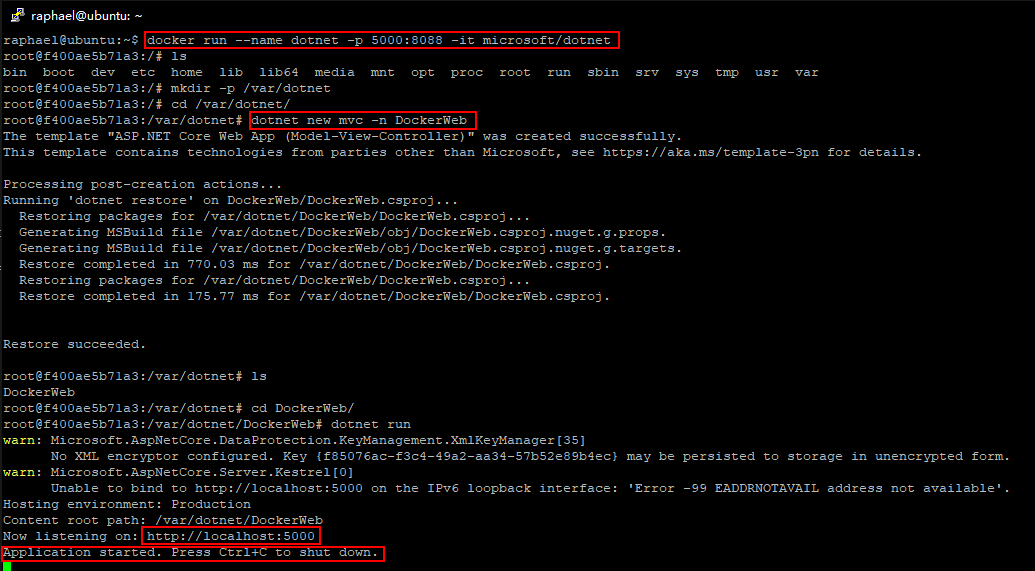 raphael@ubuntu: ~
raphael@ubuntu:~$ docker run --name dotnet -p 5000:8088 -it microsoft/dotnet
root@f400ae5b71a3:/# ls
bin  boot  dev  etc  home  lib  lib64  media  mnt  opt  proc  root  run  sbin  srv  sys  tmp  usr  var
root@f400ae5b71a3:/# mkdir -p /var/dotnet
root@f400ae5b71a3:/# cd /var/dotnet/
root@f400ae5b71a3:/var/dotnet# dotnet new mvc -n DockerWeb
The template "ASP.NET Core Web App (Model-View-Controller)" was created successfully.
This template contains technologies from parties other than Microsoft, see https://aka.ms/template-3pn for details.
Processing post-creation actions...
Running 'dotnet restore' on DockerWeb/DockerWeb.csproj...
  Restoring packages for /var/dotnet/DockerWeb/DockerWeb.csproj...
  Generating MSBuild file /var/dotnet/DockerWeb/obj/DockerWeb.csproj.nuget.g.props.
  Generating MSBuild file /var/dotnet/DockerWeb/obj/DockerWeb.csproj.nuget.g.targets.
  Restore completed in 770.03 ms for /var/dotnet/DockerWeb/DockerWeb.csproj.
  Restoring packages for /var/dotnet/DockerWeb/DockerWeb.csproj...
  Restore completed in 175.77 ms for /var/dotnet/DockerWeb/DockerWeb.csproj.
Restore succeeded.
root@f400ae5b71a3:/var/dotnet# ls
DockerWeb
root@f400ae5b71a3:/var/dotnet# cd DockerWeb/
root@f400ae5b71a3:/var/dotnet/DockerWeb# dotnet run
warn: Microsoft.AspNetCore.DataProtection.KeyManagement.XmlKeyManager[35]
      No XML encryptor configured. Key {f85076ac-f3c4-49a2-aa34-57b52e89b4ec} may be persisted to storage in unencrypted form.
warn: Microsoft.AspNetCore.Server.Kestrel[0]
      Unable to bind to http://localhost:5000 on the IPv6 loopback interface: 'Error -99 EADDRNOTAVAIL address not available'.
Hosting environment: Production
Content root path: /var/dotnet/DockerWeb
Now listening on: http://localhost:5000
Application started. Press Ctrl+C to shut down.